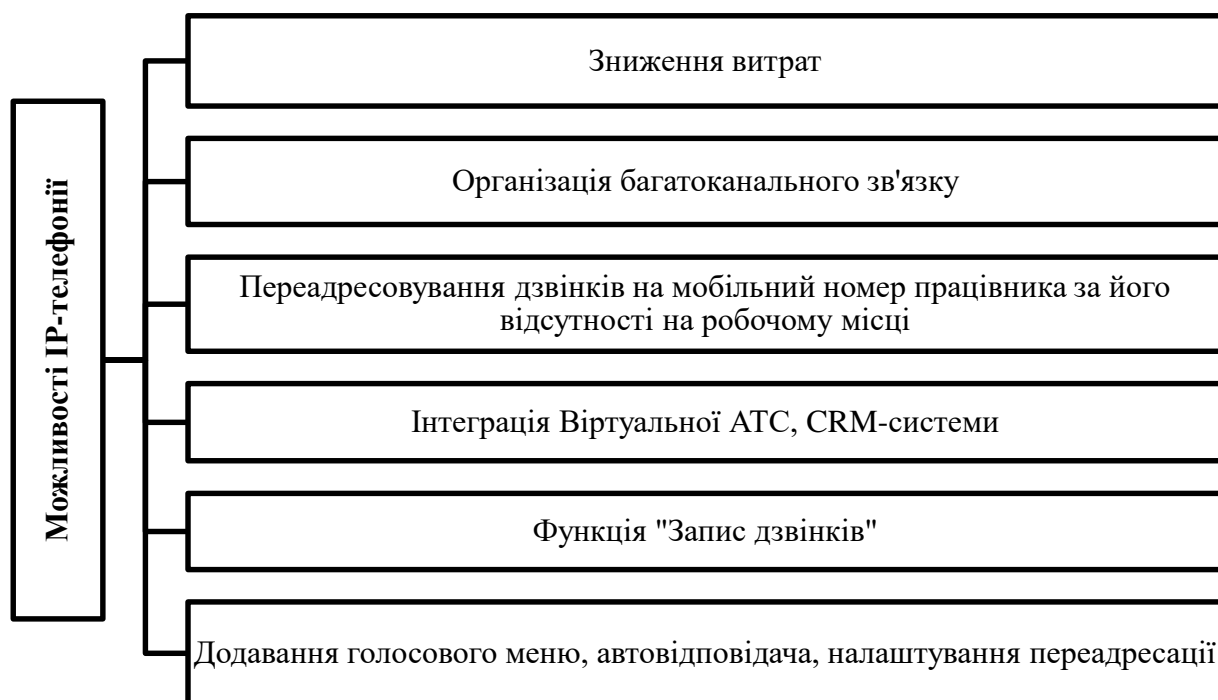 Можливості IP-телефонії
Зниження витрат
Організація багатоканального зв'язку
Переадресовування дзвінків на мобільний номер працівника за його
відсутності на робочому місці
Інтеграція Віртуальної АТС, CRM-системи
Функція "Запис дзвінків"
Додавання голосового меню, автовідповідача, налаштування переадресації